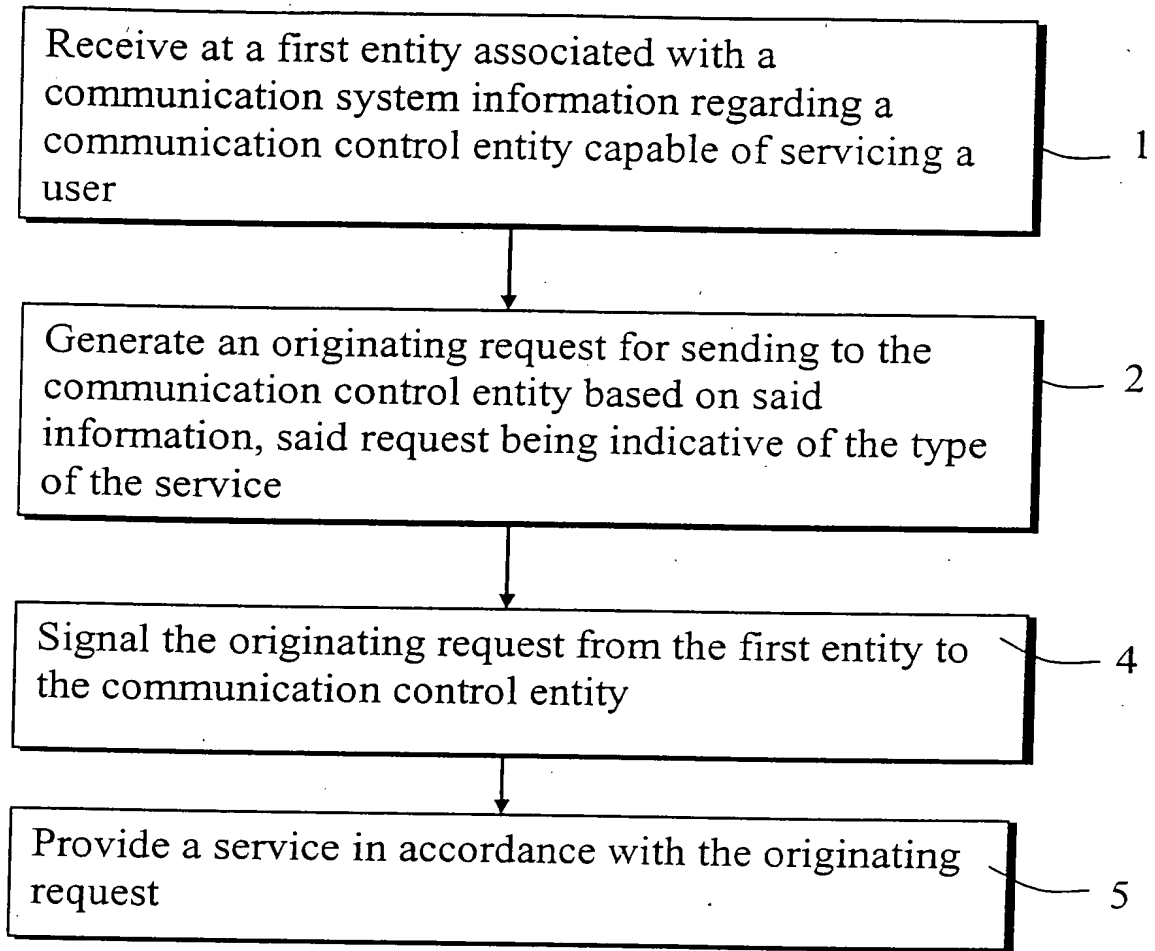 Receive at a first entity associated with a
communication system information regarding a
communication control entity capable of servicing a
user
1
Generate an originating request for sending to the
communication control entity based on said
information, said request being indicative of the type
of the service
2
Signal the originating request from the first entity to
the communication control entity
4
Provide a service in accordance with the originating
request
5